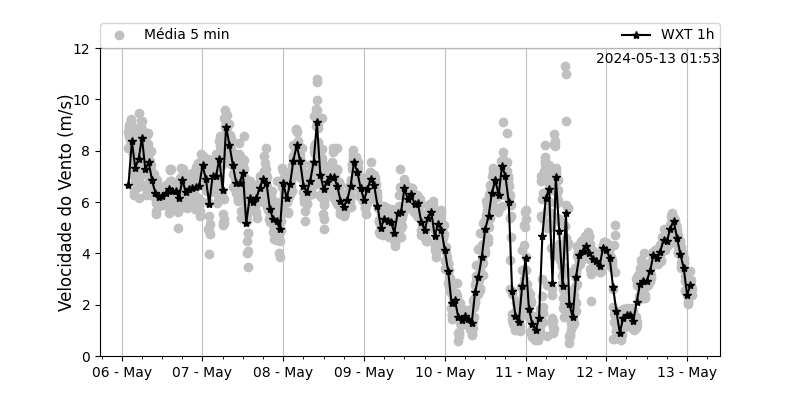 Média 5 min
WXT 1h
2024-05-13 01:53
Velocidade do Vento (m/s)
12
10
8
6
4
2
0
06 - May 07 - May 08 - May 09 - May 10 - May 11 - May 12 - May 13 - May